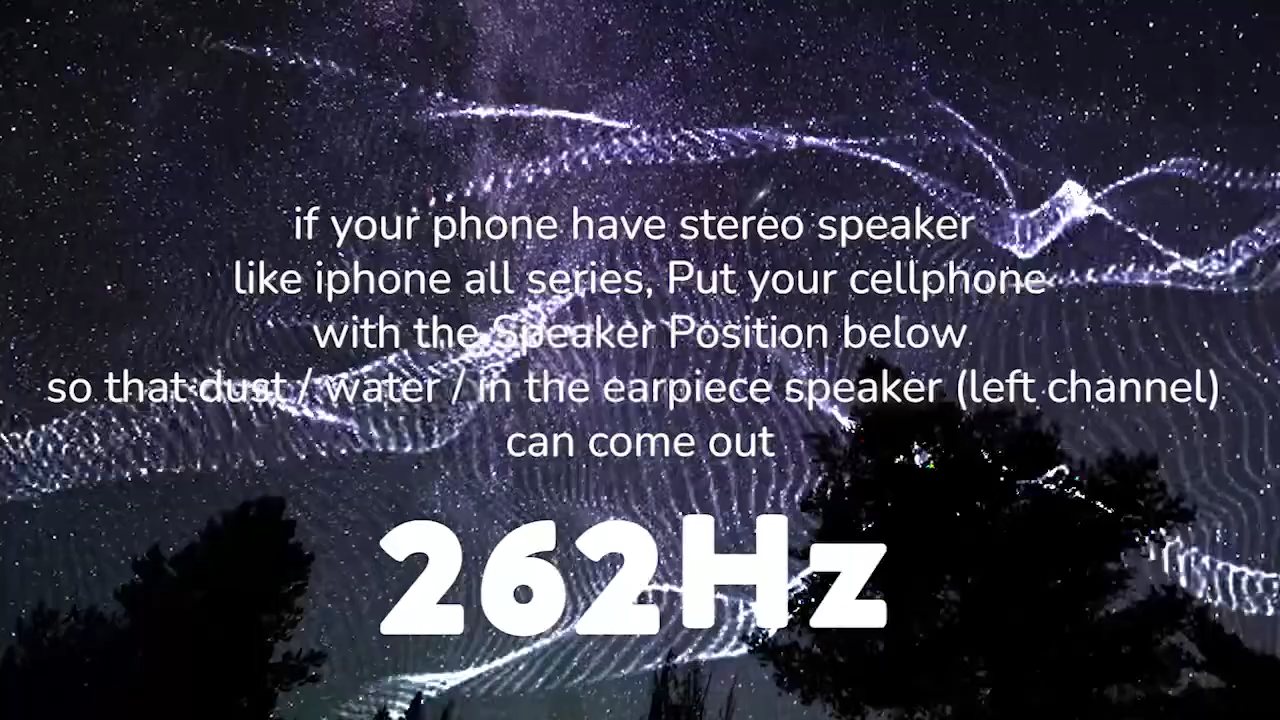 if your phone have stereo speaker
like iphone all series, Put your cellphone
with the Speaker Position below
so that dust / water / in the earpiece speaker (left channel)
can come out
262Hz